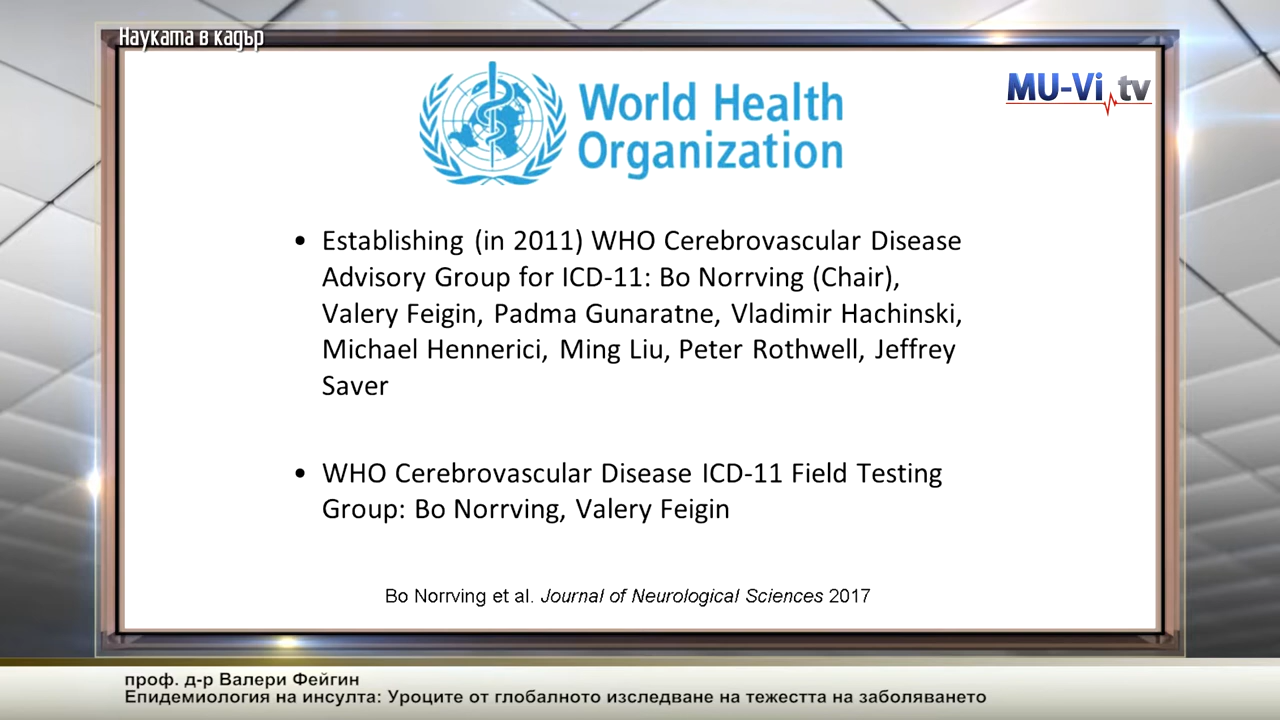 Науката в кадър
MU-Vi.tv
World Health
Organization
• Establishing (in 2011) WHO Cerebrovascular Disease
Advisory Group for ICD-11: Bo Norrving (Chair),
Valery Feigin, Padma Gunaratne, Vladimir Hachinski,
Michael Hennerici, Ming Liu, Peter Rothwell, Jeffrey
Saver
• WHO Cerebrovascular Disease ICD-11 Field Testing
Group: Bo Norrving, Valery Feigin
Bo Norrving et al. Journal of Neurological Sciences 2017
проф. д-р Валери Фейгин
Епидемиология на инсулта: Уроците от глобалното изследване на тежестта на заболяването